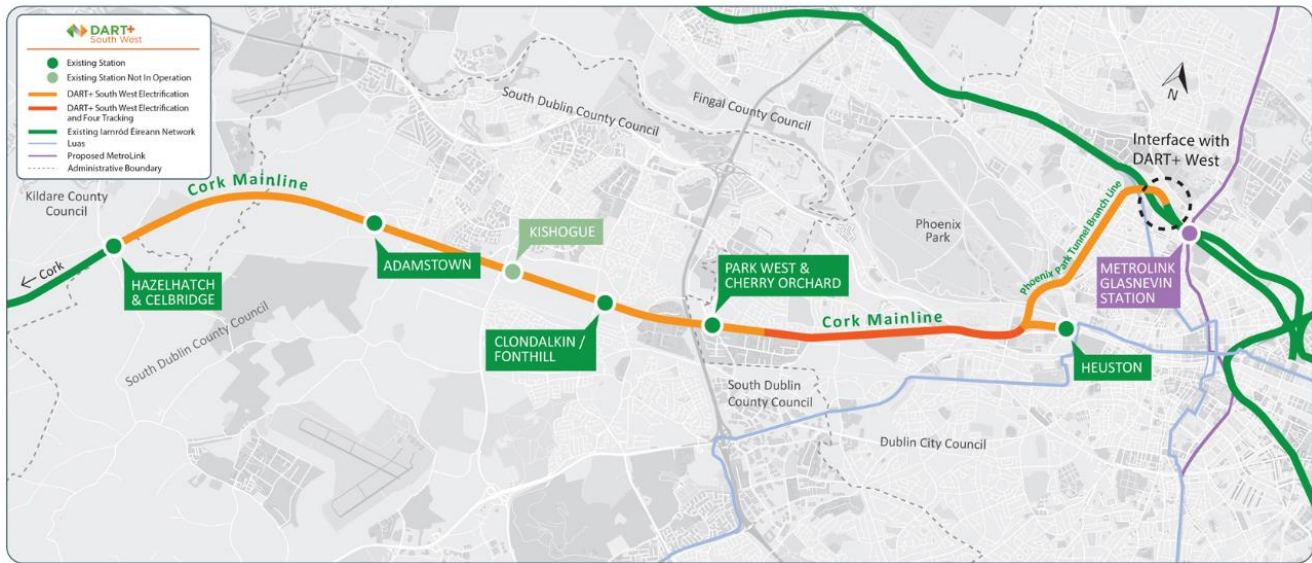 DART+
South West
Existing Station
Existing Station Not In Operation
DART+ South West Electrification
DART+ South West Electrification
and Four Tracking
Existing Iarnród Éireann Network
Luas
Proposed MetroLink
Administrative Boundary
Kildare County
Council
Cork Mainline
← Cork
HAZELHATCH
& CELBRIDGE
South Dublin County Council
ADAMSTOWN
KISHOGUE
CLONDALKIN /
FONTHILL
South Dublin County Council
Fingal County Council
PARK WEST &
CHERRY ORCHARD
Cork Mainline
South Dublin
County Council
Dublin City Council
Phoenix
Park
Phoenix Park Tunnel Branch Line
HEUSTON
N
Interface with
DART+ West
METROLINK
GLASNEVIN
STATION